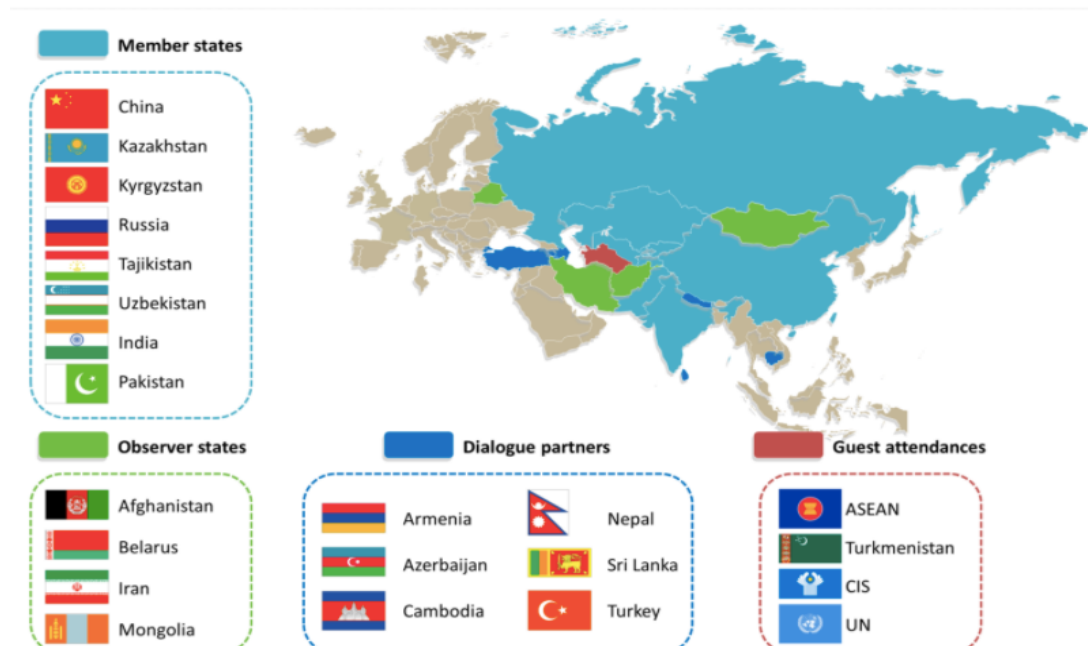 Member states
China
Kazakhstan
Kyrgyzstan
Russia
Tajikistan
Uzbekistan
India
Pakistan
Observer states
Afghanistan
Belarus
Iran
Mongolia
Dialogue partners
Armenia
Azerbaijan
Cambodia
Nepal
Sri Lanka
Turkey
Guest attendances
ASEAN
Turkmenistan
CIS
UN